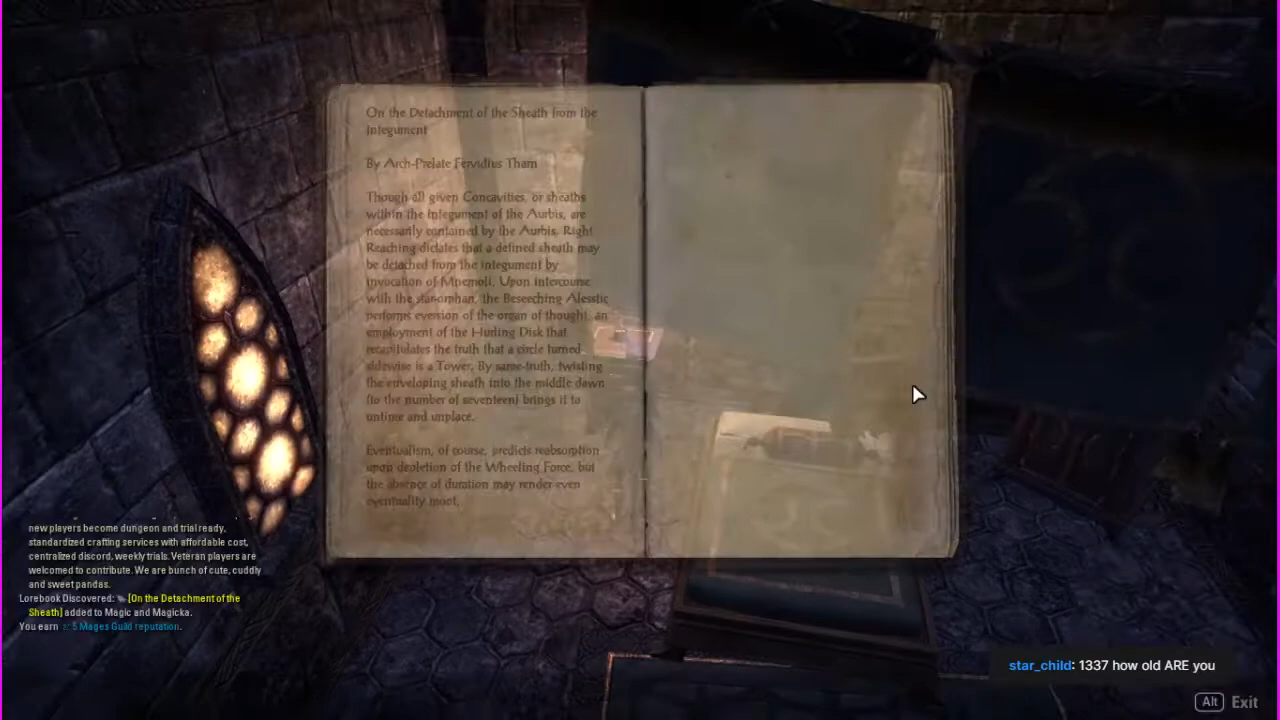 On the Detachment of the Sheath from the
Integument
By Arch-Prelate Fervidius Tharn
Though all given Concavities, or sheaths
within the Integument of the Aurbis, are
necessarily contained by the Aurbis, Right
Reaching dictates that a defined sheath may
be detached from the integument by
invocation of Mnemoli. Upon intercourse
with the star-orphan, the Beseeching Alesstic
performs eversion of the organ of thought, an
employment of the Hurling Disk that
recapitulates the truth that a circle turned
sidewise is a Tower. By same-truth, twisting
the enveloping sheath into the middle dawn
(to the number of seventeen) brings it to
untime and unplace.
Eventualism, of course, predicts reabsorption
upon depletion of the Wheeling Force, but
the absence of duration may render even
eventuality moot.
new players become dungeon and trial ready,
standardized crafting services with affordable cost,
centralized discord, weekly trials. Veteran players are
welcomed to contribute. We are bunch of cute, cuddly
and sweet pandas.
Lorebook Discovered: [On the Detachment of the
Sheath] added to Magic and Magicka.
You earn 5 Mages Guild reputation.
star_child: 1337 how old ARE you
Alt Exit